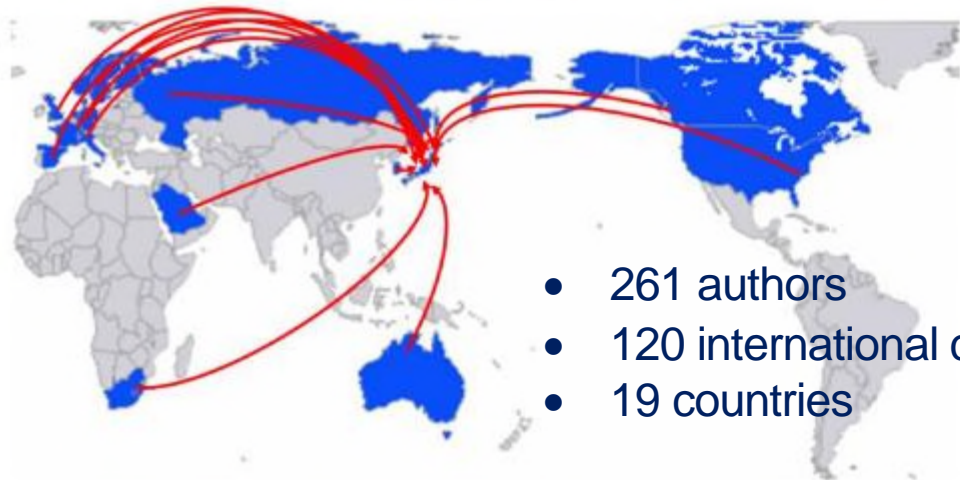 • 261 authors
• 120 international
• 19 countries